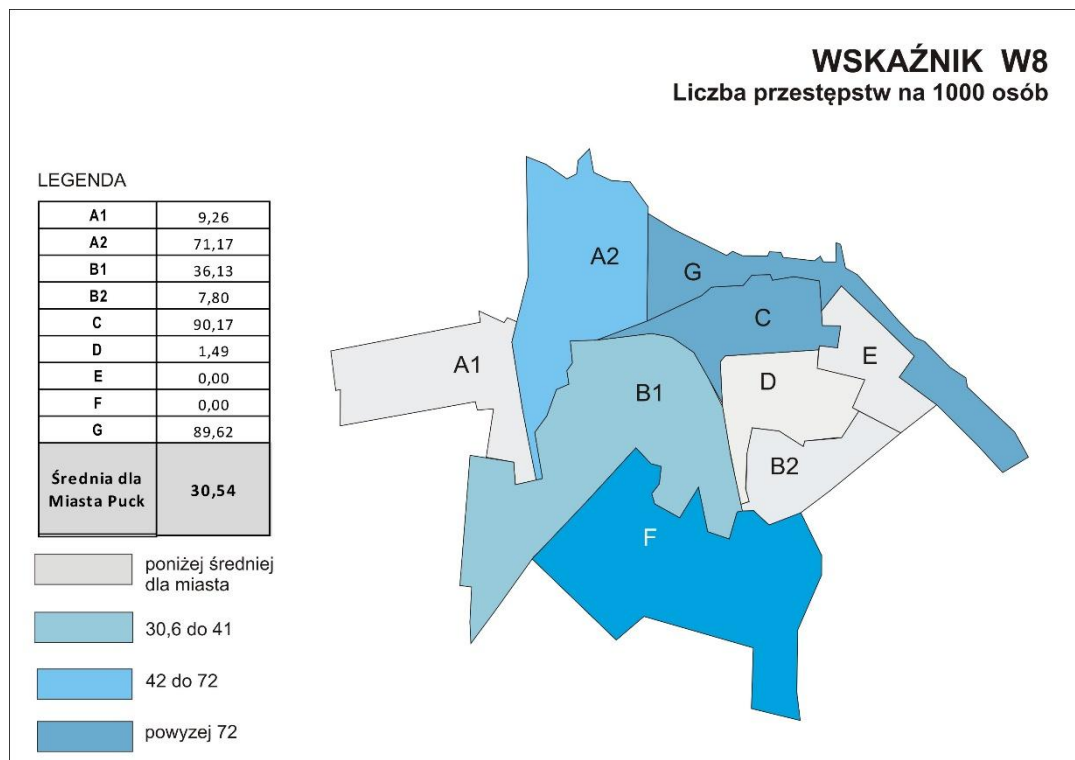 WSKAŹNIK W8
Liczba przestępstw na 1000 osób
LEGENDA
A1 9,26
A2 71,17
B1 36,13
B2 7,80
C 90,17
D 1,49
E 0,00
F 0,00
G 89,62
Średnia dla
Miasta Puck 30,54
poniżej średniej
dla miasta
30,6 do 41
42 do 72
powyzej 72
A2
G
C
E
A1
D
B1
B2
F